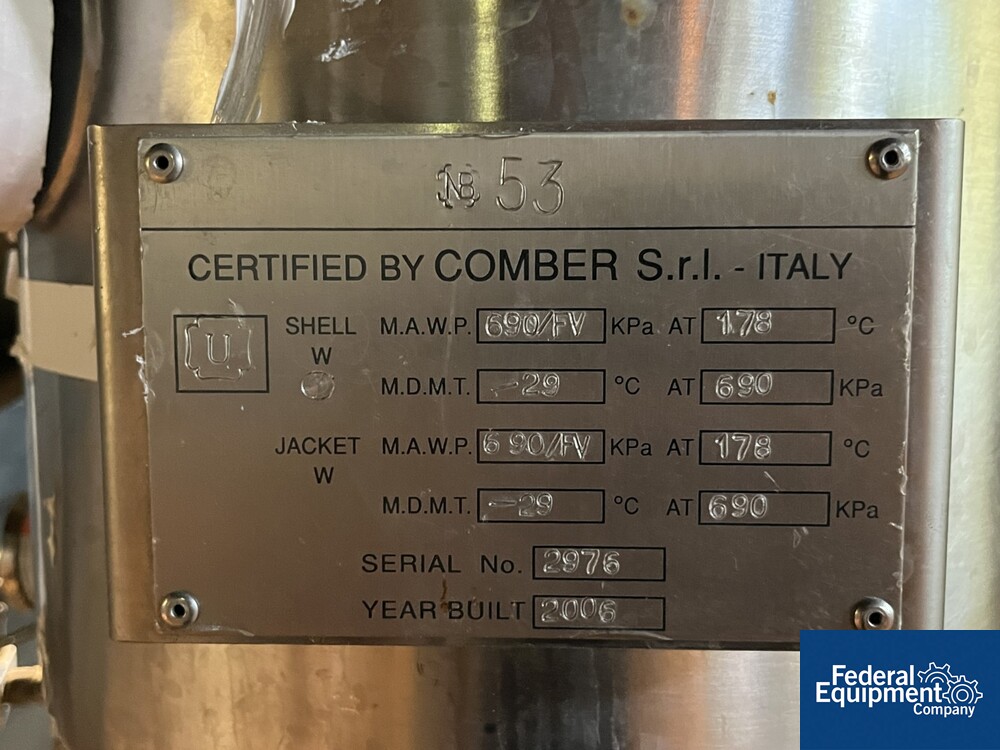 NB 53
CERTIFIED BY COMBER S.r.l. - ITALY
U
SHELL M.A.W.P. 690/FV KPa AT 178 °C
W
M.D.M.T. -29 °C AT 690 KPa
JACKET M.A.W.P. 690/FV KPa AT 178 °C
W
M.D.M.T. -29 °C AT 690 KPa
SERIAL No. 2976
YEAR BUILT 2006
Federal
Equipment
Company